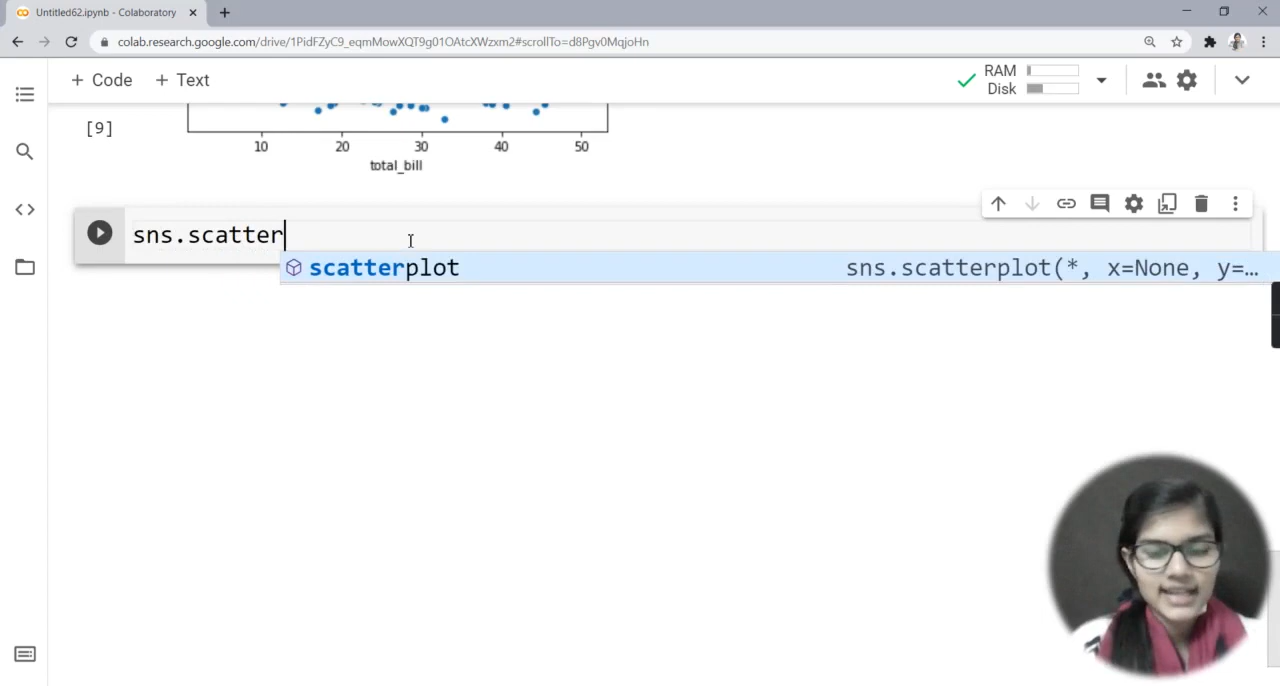 Untitled62.ipynb - Colaboratory
colab.research.google.com/drive/1PidFZyC9_eqmMowXQT9g01OAtcXWzxm2#scrollTo=d8Pgv0MqjoHn
+ Code + Text
RAM
Disk
[9]
10 20 30 40 50
total_bill
sns.scatter
scatterplot sns.scatterplot(*, x=None, y=…